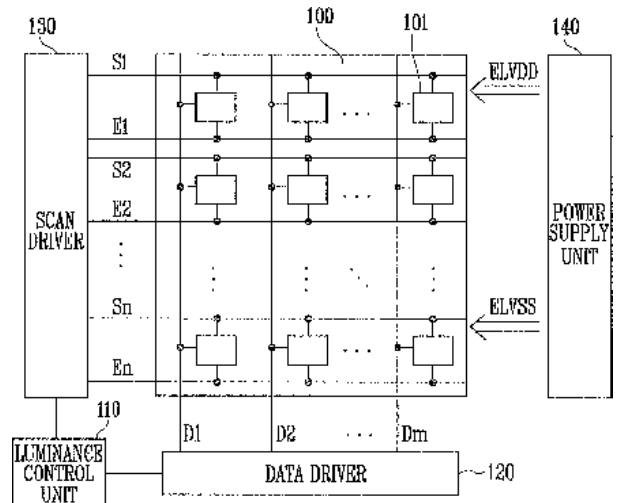 130
100
101
140
S1
ELVDD
E1
S2
E2
SCAN
DRIVER
POWER
SUPPLY
UNIT
Sn
ELVSS
En
110
D1
D2
Dm
LUMINANCE
CONTROL
UNIT
DATA DRIVER
120